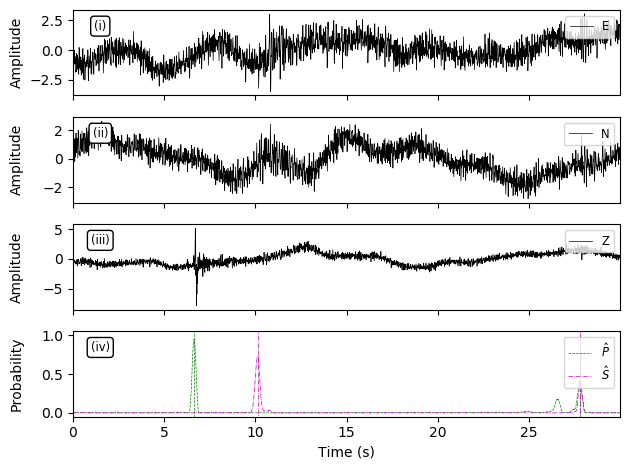 Amplitude
2.5
0.0
−2.5
(i)
E
Amplitude
2
0
−2
(ii)
N
Amplitude
5
0
−5
(iii)
Z
Probability
1.0
0.5
0.0
(iv)
P̂
Ŝ
0 5 10 15 20 25
Time (s)